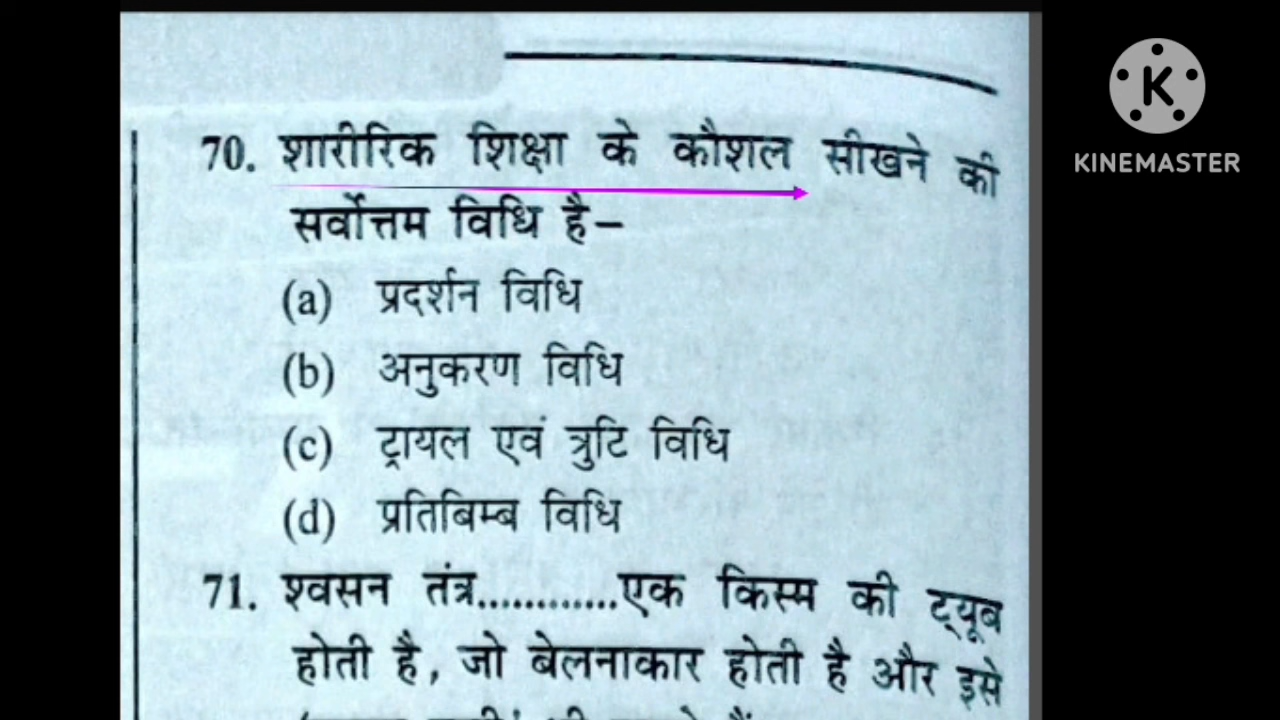 70. शारीरिक शिक्षा के कौशल सीखने की
सर्वोत्तम विधि है–
(a) प्रदर्शन विधि
(b) अनुकरण विधि
(c) ट्रायल एवं त्रुटि विधि
(d) प्रतिबिम्ब विधि
71. श्वसन तंत्र............एक किस्म की ट्यूब
होती है, जो बेलनाकार होती है और इसे
K
KINEMASTER